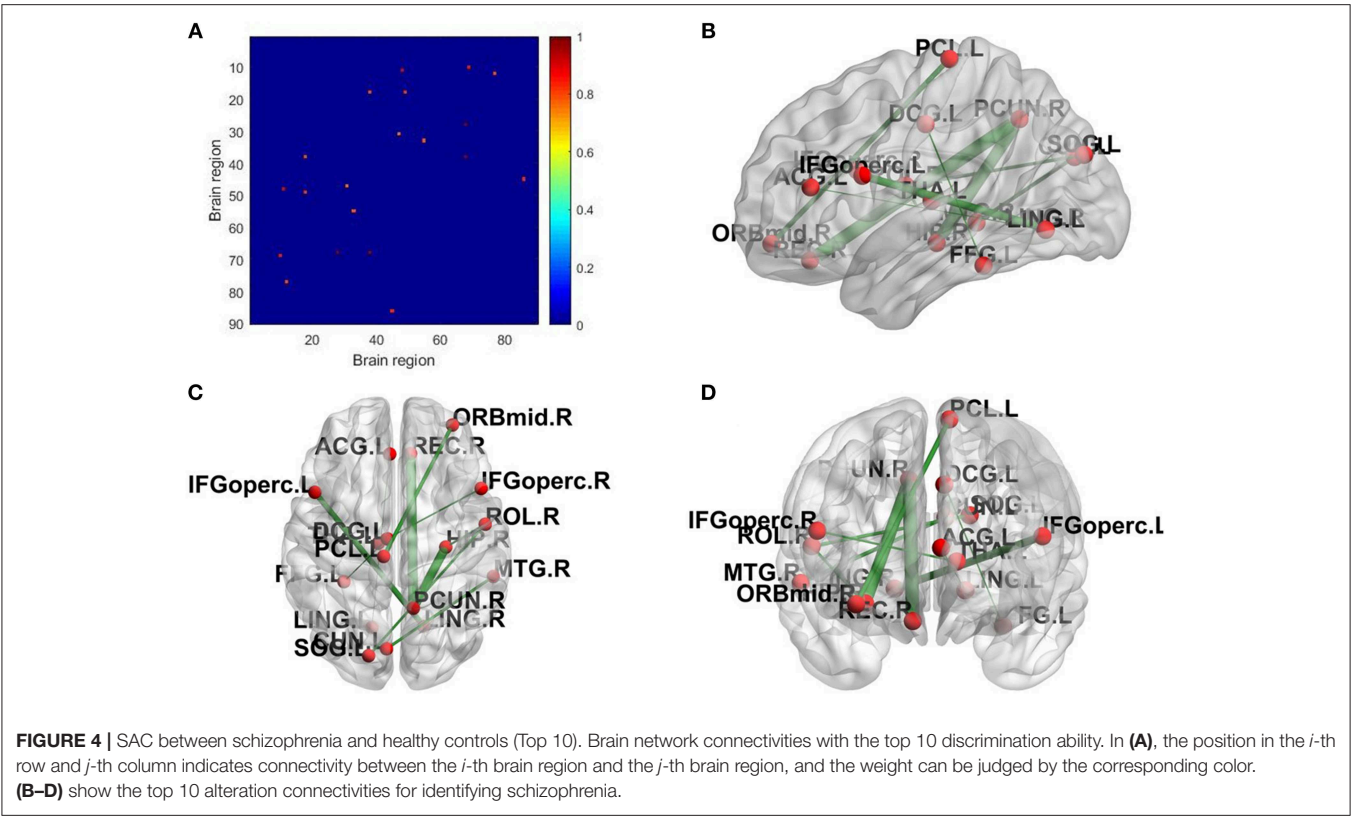 A
10
20
30
40
50
60
70
80
90
Brain region
20
40
60
80
Brain region
1
0.8
0.6
0.4
0.2
0
B
PCL.L
DCG.L
PCUN.R
IFGoperc.L
ACG.L
THA.L
ORBmid.R
REC.R
HIP.R
LING.L
FFG.L
C
ORBmid.R
ACG.L
REC.R
IFGoperc.L
IFGoperc.R
ROL.R
DCG.L
HIP.R
PCL.L
MTG.R
PCUN.R
LING.L
LING.R
CUN.L
SOG.L
D
PCL.L
DCG.L
SOG.L
IFGoperc.R
IFGoperc.L
ROL.R
ACG.L
MTG.R
LING.L
ORBmid.R
REC.R
FIGURE 4 | SAC between schizophrenia and healthy controls (Top 10). Brain network connectivities with the top 10 discrimination ability. In (A), the position in the i-th
row and j-th column indicates connectivity between the i-th brain region and the j-th brain region, and the weight can be judged by the corresponding color.
(B–D) show the top 10 alteration connectivities for identifying schizophrenia.